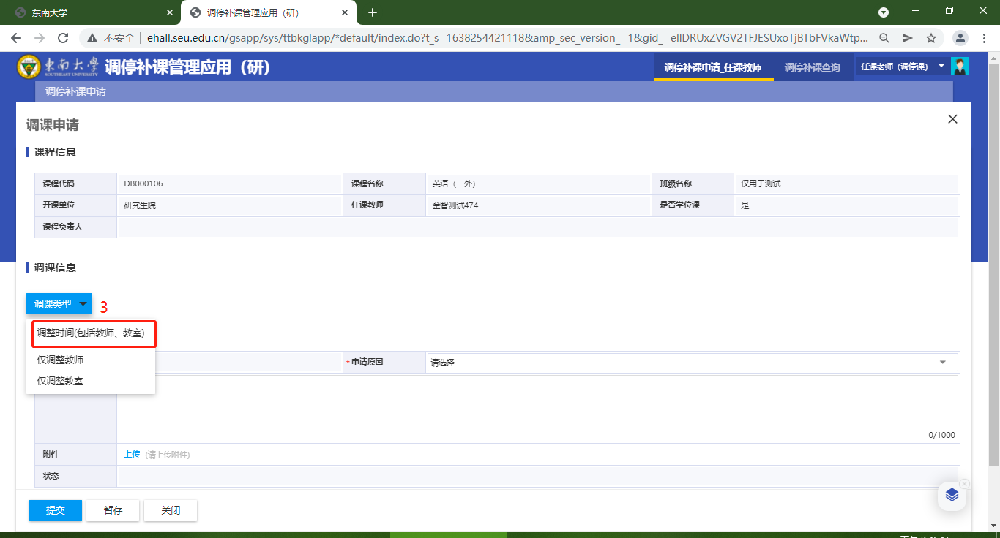 东南大学
调停补课管理应用（研）
不安全
ehall.seu.edu.cn/gsapp/sys/ttbkglapp/*default/index.do?t_s=1638254421118&amp_sec_version_=1&gid_=ellDRUxZVGV2TFJESUxoTjBTbFVkaWtp...
東南大學 调停补课管理应用（研）
SOUTHEAST UNIVERSITY
调停补课申请_任课教师 调停补课查询 任课老师（调停课）
调停补课申请
调课申请
课程信息
课程代码 DB000106 课程名称 英语（二外） 班级名称 仅用于测试
开课单位 研究生院 任课教师 金智测试474 是否学位课 是
课程负责人
调课信息
调课类型 3
调整时间(包括教师、教室)
仅调整教师
*申请原因 请选择...
仅调整教室
0/1000
附件 上传 (请上传附件)
状态
提交 暂存 关闭